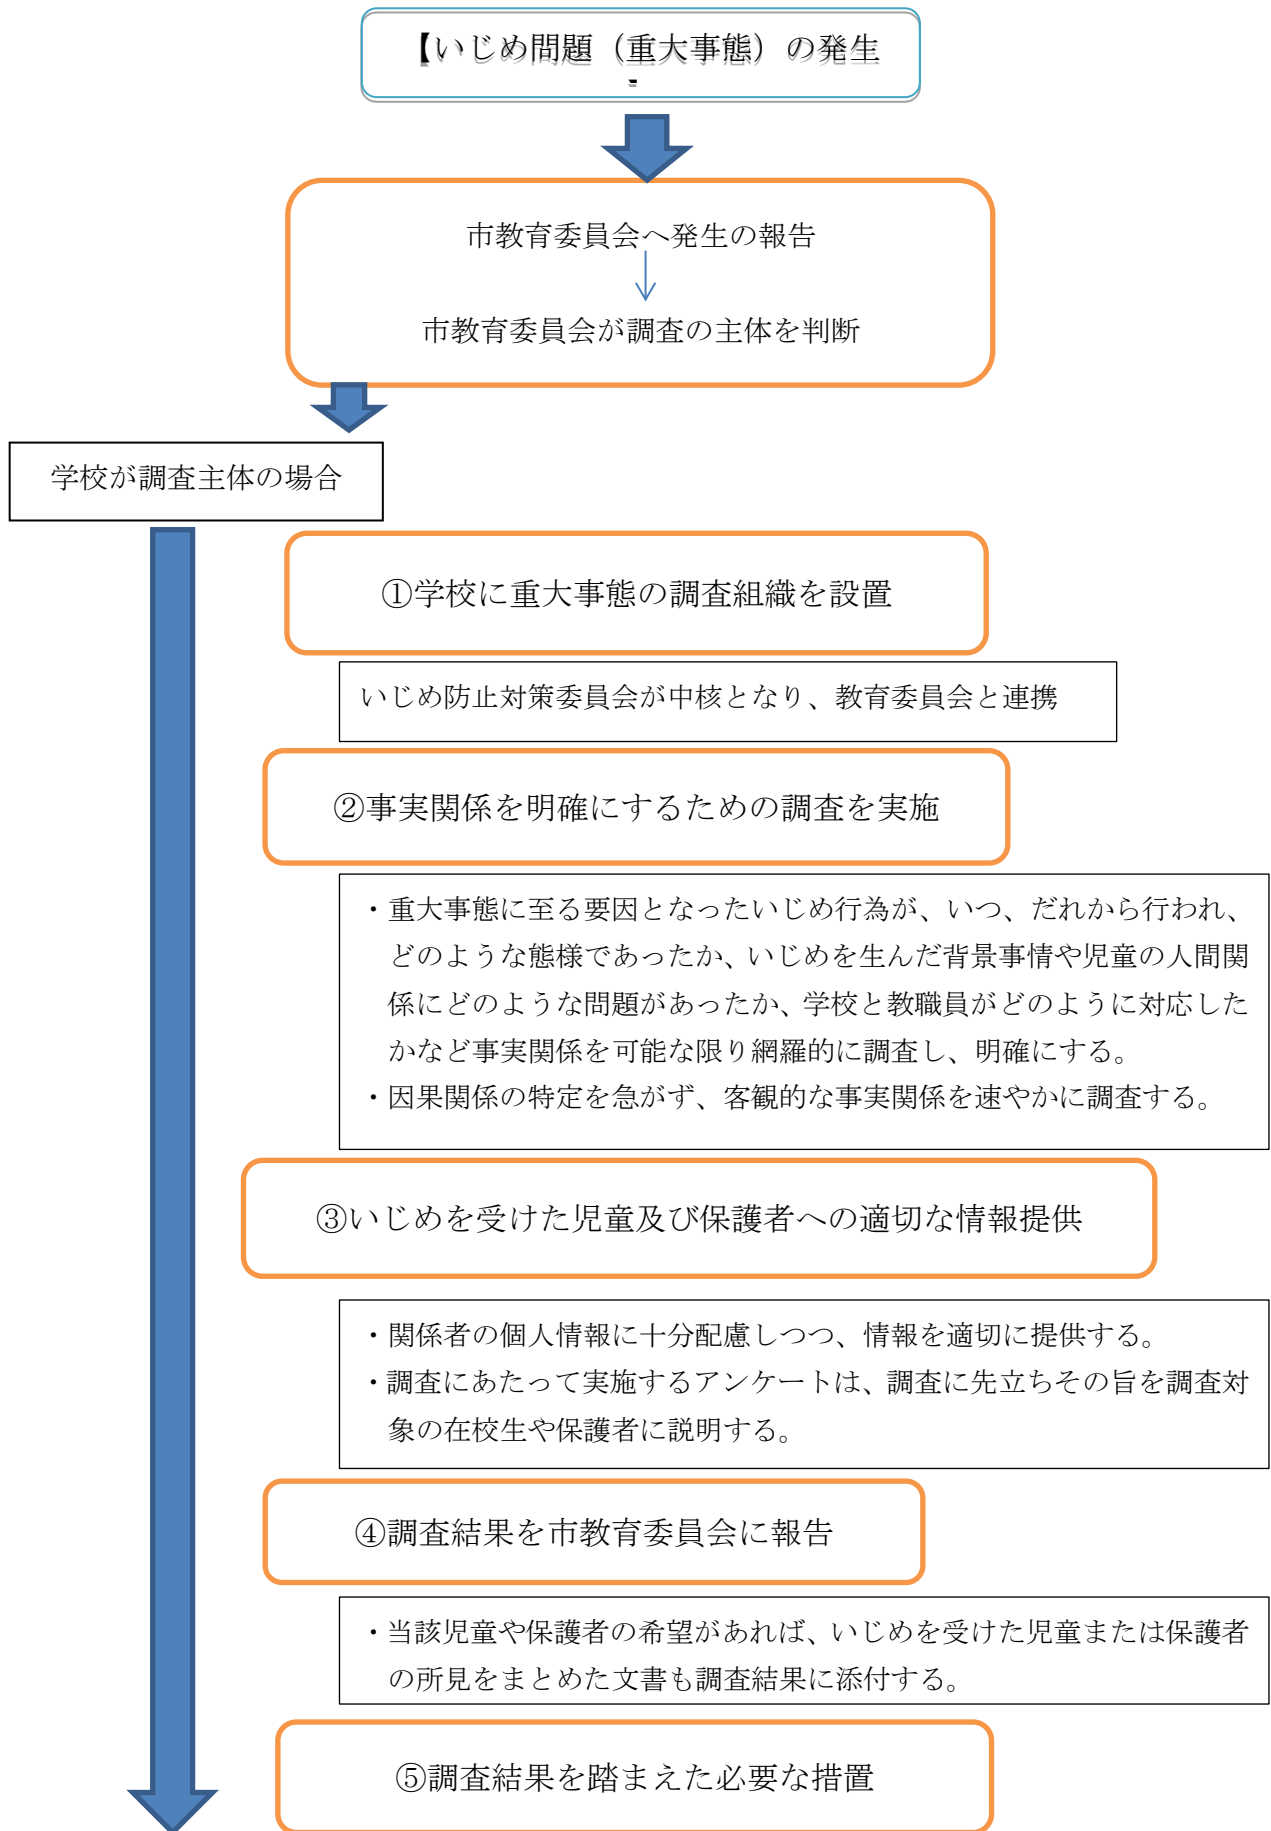 【いじめ問題（重大事態）の発生
市教育委員会へ発生の報告
市教育委員会が調査の主体を判断
学校が調査主体の場合
①学校に重大事態の調査組織を設置
いじめ防止対策委員会が中核となり、教育委員会と連携
②事実関係を明確にするための調査を実施
・重大事態に至る要因となったいじめ行為が、いつ、だれから行われ、
どのような態様であったか、いじめを生んだ背景事情や児童の人間関
係にどのような問題があったか、学校と教職員がどのように対応した
かなど事実関係を可能な限り網羅的に調査し、明確にする。
・因果関係の特定を急がず、客観的な事実関係を速やかに調査する。
③いじめを受けた児童及び保護者への適切な情報提供
・関係者の個人情報に十分配慮しつつ、情報を適切に提供する。
・調査にあたって実施するアンケートは、調査に先立ちその旨を調査対
象の在校生や保護者に説明する。
④調査結果を市教育委員会に報告
・当該児童や保護者の希望があれば、いじめを受けた児童または保護者
の所見をまとめた文書も調査結果に添付する。
⑤調査結果を踏まえた必要な措置